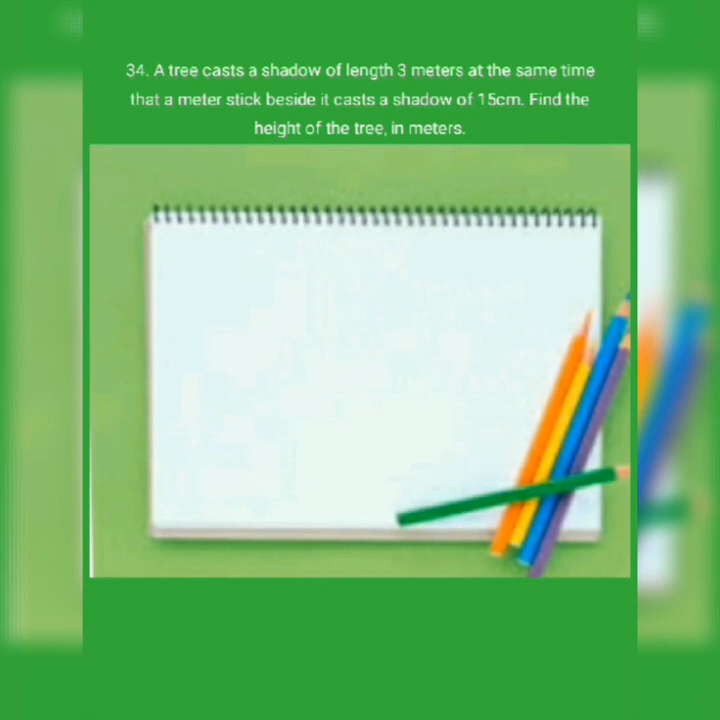 34. A tree casts a shadow of length 3 meters at the same time
that a meter stick beside it casts a shadow of 15cm. Find the
height of the tree, in meters.